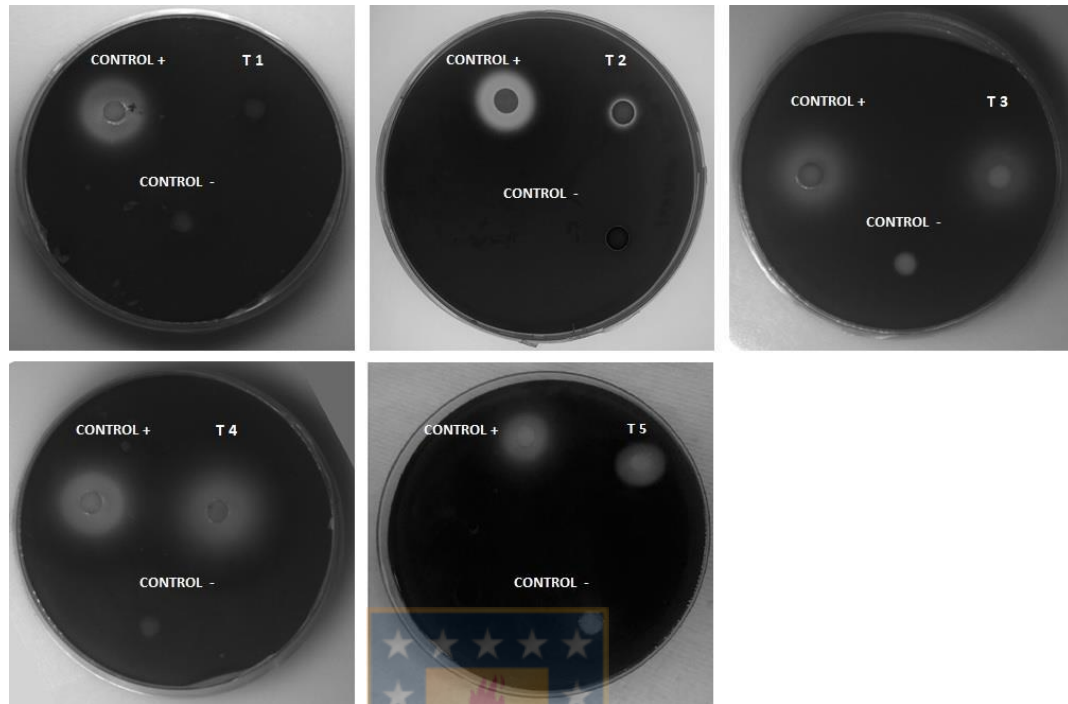 CONTROL + T 1
CONTROL -
CONTROL + T 2
CONTROL -
CONTROL + T 3
CONTROL -
CONTROL + T 4
CONTROL -
CONTROL + T 5
CONTROL -